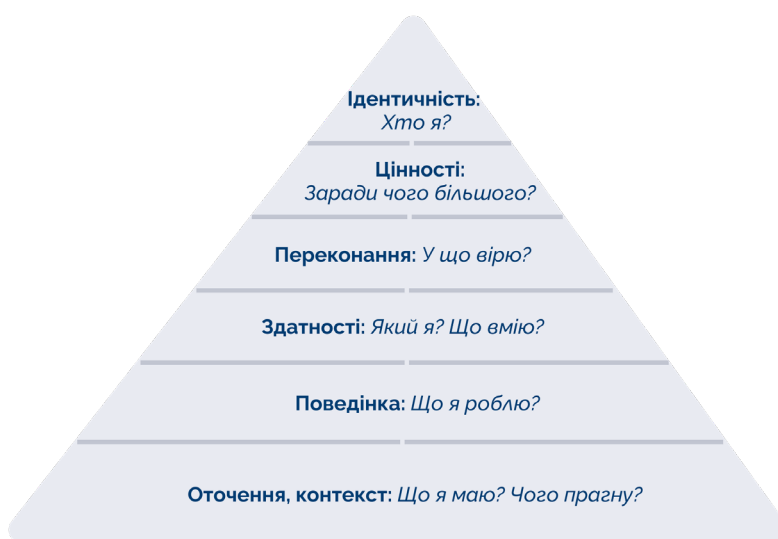 Ідентичність:
Хто я?
Цінності:
Заради чого більшого?
Переконання: У що вірю?
Здатності: Який я? Що вмію?
Поведінка: Що я роблю?
Оточення, контекст: Що я маю? Чого прагну?